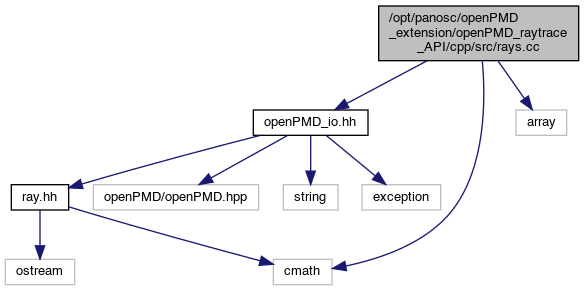 /opt/panosc/openPMD
_extension/openPMD_raytrace
_API/cpp/src/rays.cc
openPMD_io.hh
array
ray.hh
openPMD/openPMD.hpp
string
exception
ostream
cmath